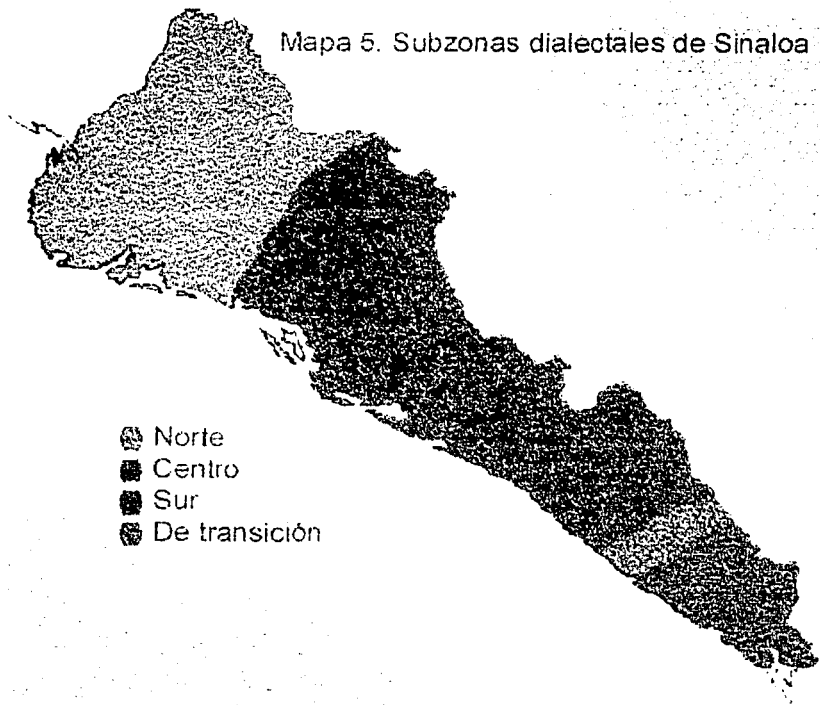 Mapa 5. Subzonas dialectales de Sinaloa
Norte
Centro
Sur
De transición